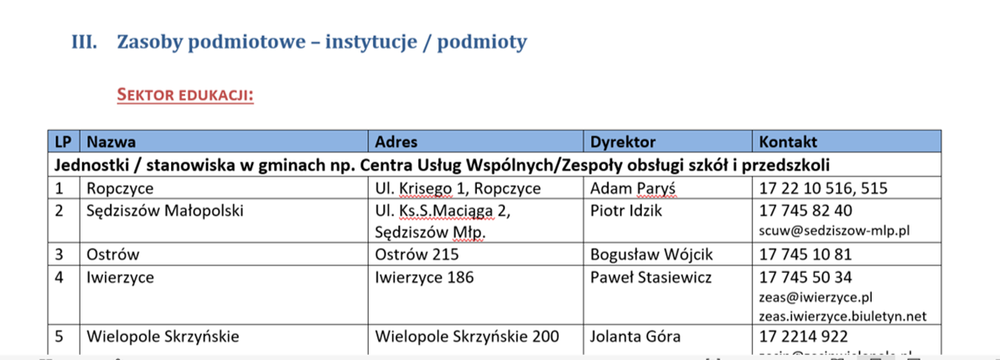 III. Zasoby podmiotowe – instytucje / podmioty
SEKTOR EDUKACJI:
LP Nazwa Adres Dyrektor Kontakt
Jednostki / stanowiska w gminach np. Centra Usług Wspólnych/Zespoły obsługi szkół i przedszkoli
1 Ropczyce Ul. Krisego 1, Ropczyce Adam Paryś 17 22 10 516, 515
2 Sędziszów Małopolski Ul. Ks.S.Maciąga 2, Piotr Idzik 17 745 82 40
Sędziszów Młp. scuw@sedziszow-mlp.pl
3 Ostrów Ostrów 215 Bogusław Wójcik 17 745 10 81
4 Iwierzyce Iwierzyce 186 Paweł Stasiewicz 17 745 50 34
zeas@iwierzyce.pl
zeas.iwierzyce.biuletyn.net
5 Wielopole Skrzyńskie Wielopole Skrzyńskie 200 Jolanta Góra 17 2214 922